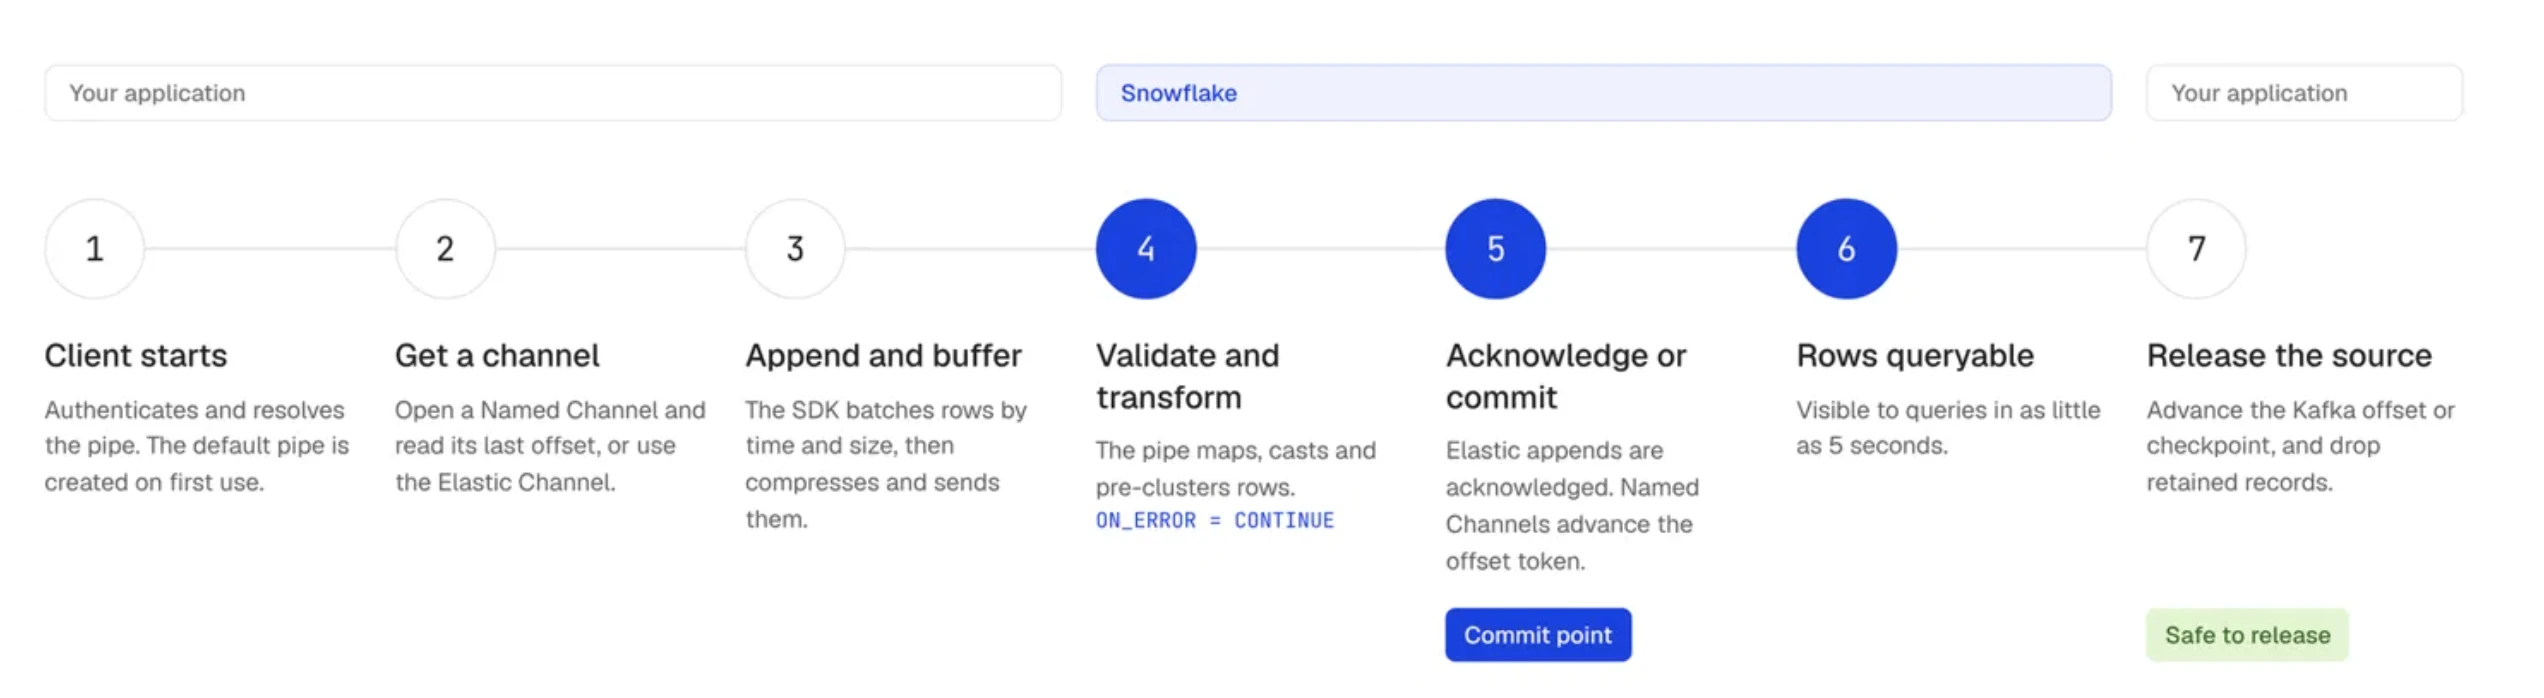 Your application
Snowflake
Your application
1
2
3
4
5
6
7
Client starts
Authenticates and resolves
the pipe. The default pipe is
created on first use.
Get a channel
Open a Named Channel and
read its last offset, or use
the Elastic Channel.
Append and buffer
The SDK batches rows by
time and size, then
compresses and sends
them.
Validate and
transform
The pipe maps, casts and
pre-clusters rows.
ON_ERROR = CONTINUE
Acknowledge or
commit
Elastic appends are
acknowledged. Named
Channels advance the
offset token.
Commit point
Rows queryable
Visible to queries in as little
as 5 seconds.
Release the source
Advance the Kafka offset or
checkpoint, and drop
retained records.
Safe to release